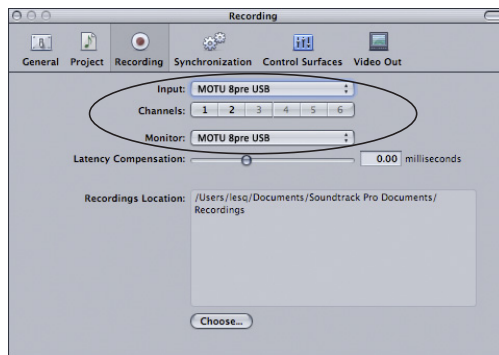 Recording
General Project Recording Synchronization Control Surfaces Video Out
Input: MOTU 8pre USB
Channels: 1 2 3 4 5 6
Monitor: MOTU 8pre USB
Latency Compensation: 0.00 milliseconds
Recordings Location: /Users/lesq/Documents/Soundtrack Pro Documents/
Recordings
Choose...